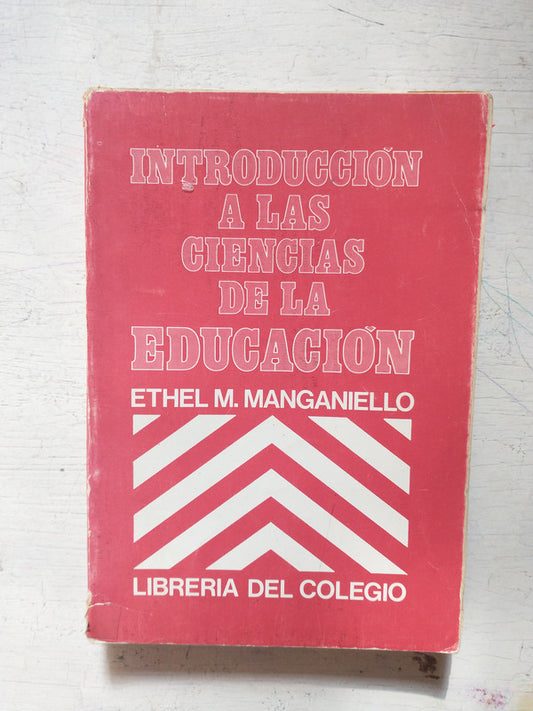 INTRODUCCIÓN
A LAS
CIENCIAS
DE LA
EDUCACIÓN
ETHEL M. MANGANIELLO
LIBRERIA DEL COLEGIO